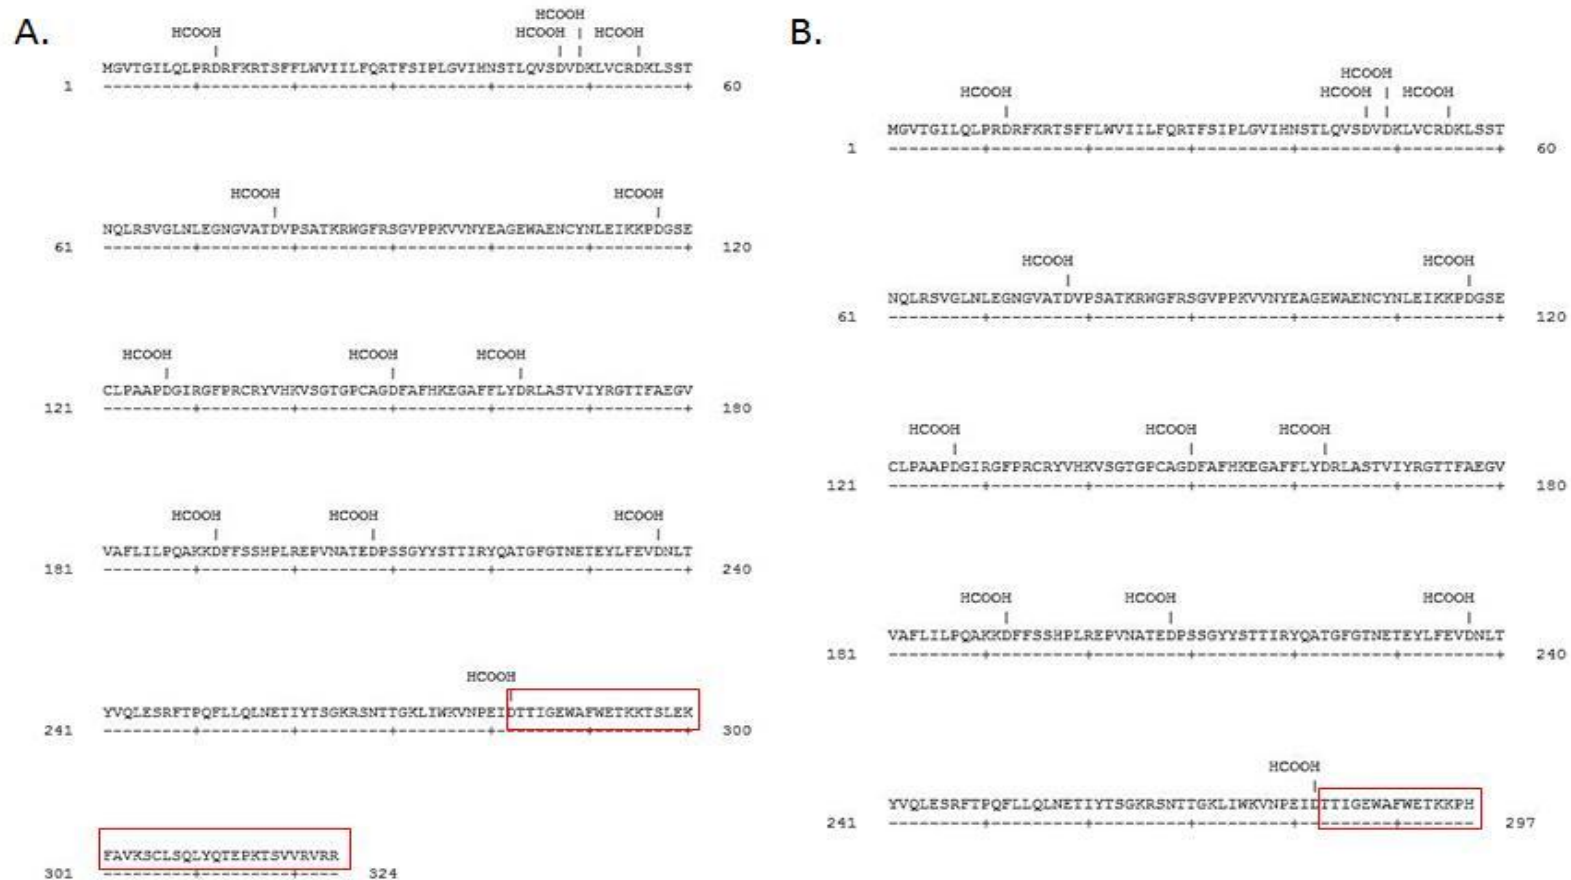 A.
HCOOH
HCOOH HCOOH | HCOOH
| | | |
MGVTGILQLPRDRFKRTSFFLWVIILFQRTFSIPLGVIHNSTLQVSDVDKLVCRDKLSST
1 ---------+---------+---------+---------+---------+---------+ 60
HCOOH HCOOH
| |
NQLRSVGLNLEGNGVATDVPSATKRWGFRSGVPPKVVNYEAGEWAENCYNLEIKKPDGSE
61 ---------+---------+---------+---------+---------+---------+ 120
HCOOH HCOOH HCOOH
| | |
CLPAAPDGIRGFPRCRYVHKVSGTGPCAGDFAFHKEGAFFLYDRLASTVIYRGTTFAEGV
121 ---------+---------+---------+---------+---------+---------+ 180
HCOOH HCOOH HCOOH
| | |
VAFLILPQAKKDFFSSHPLREPVNATEDPSSGYYSTTIRYQATGFGTNETEYLFEVDNLT
181 ---------+---------+---------+---------+---------+---------+ 240
HCOOH
|
YVQLESRFTPQFLLQLNETIYTSGKRSNTTGKLIWKVNPEIDTTIGEWAFWETKKTSLEK
241 ---------+---------+---------+---------+---------+---------+ 300
FAVKSCLSQLYQTEPKTSVVRVRR
301 ---------+---------+---- 324
B.
HCOOH
HCOOH HCOOH | HCOOH
| | | |
MGVTGILQLPRDRFKRTSFFLWVIILFQRTFSIPLGVIHNSTLQVSDVDKLVCRDKLSST
1 ---------+---------+---------+---------+---------+---------+ 60
HCOOH HCOOH
| |
NQLRSVGLNLEGNGVATDVPSATKRWGFRSGVPPKVVNYEAGEWAENCYNLEIKKPDGSE
61 ---------+---------+---------+---------+---------+---------+ 120
HCOOH HCOOH HCOOH
| | |
CLPAAPDGIRGFPRCRYVHKVSGTGPCAGDFAFHKEGAFFLYDRLASTVIYRGTTFAEGV
121 ---------+---------+---------+---------+---------+---------+ 180
HCOOH HCOOH HCOOH
| | |
VAFLILPQAKKDFFSSHPLREPVNATEDPSSGYYSTTIRYQATGFGTNETEYLFEVDNLT
181 ---------+---------+---------+---------+---------+---------+ 240
HCOOH
|
YVQLESRFTPQFLLQLNETIYTSGKRSNTTGKLIWKVNPEIDTTIGEWAFWETKKPH
241 ---------+---------+---------+---------+---------+------- 297